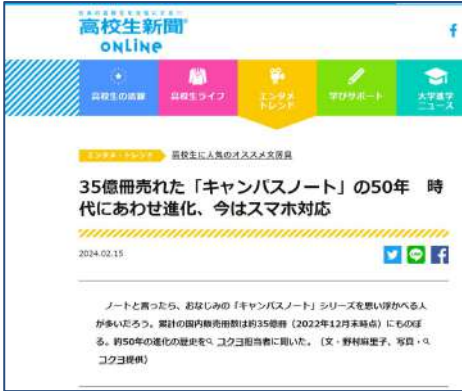 高校生新聞
ONLINE
高校生の活躍
高校生ライフ
エンタメ
トレンド
学びサポート
大学進学
ニュース
エンタメ・トレンド
高校生に人気のオススメ文房具
35億冊売れた「キャンパスノート」の50年 時
代にあわせ進化、今はスマホ対応
2024.02.15
ノートと言ったら、おなじみの「キャンパスノート」シリーズを思い浮かべる人
が多いだろう。累計の国内販売冊数は約35億冊（2022年12月末時点）にものぼ
る。約50年の進化の歴史を コクヨ担当者に聞いた。（文・野村麻里子、写真・
コクヨ提供）